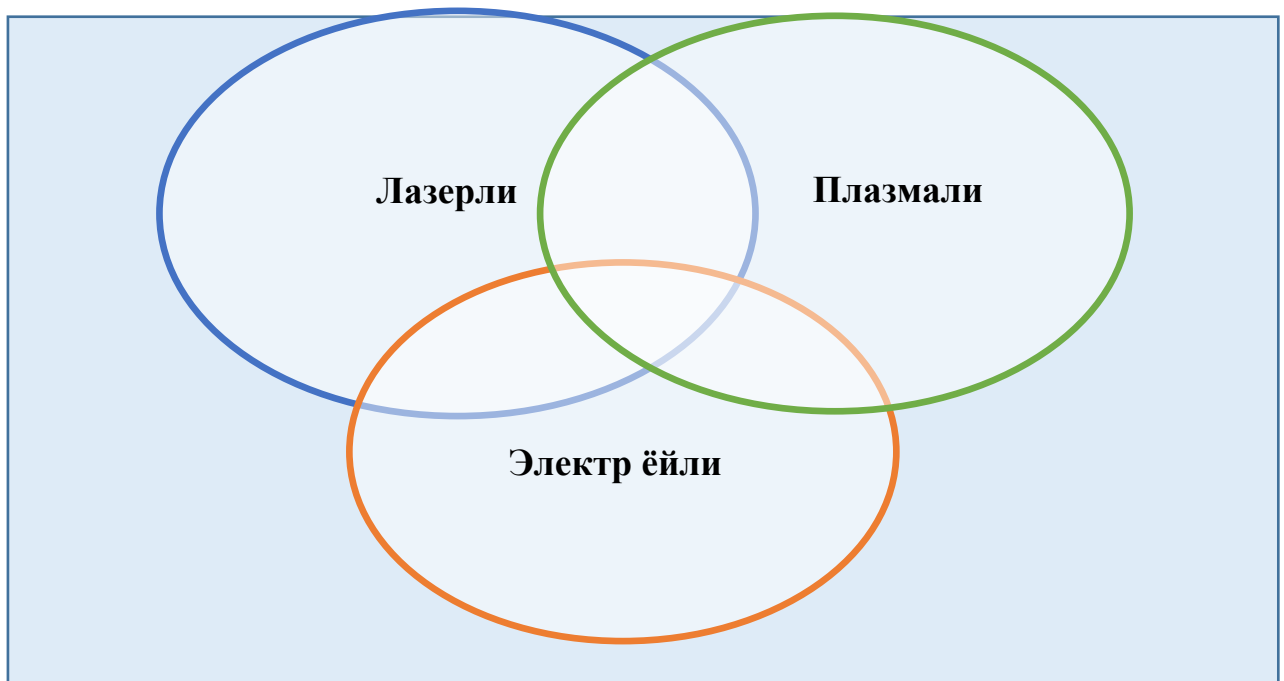 Лазерли
Плазмали
Электр ёйли